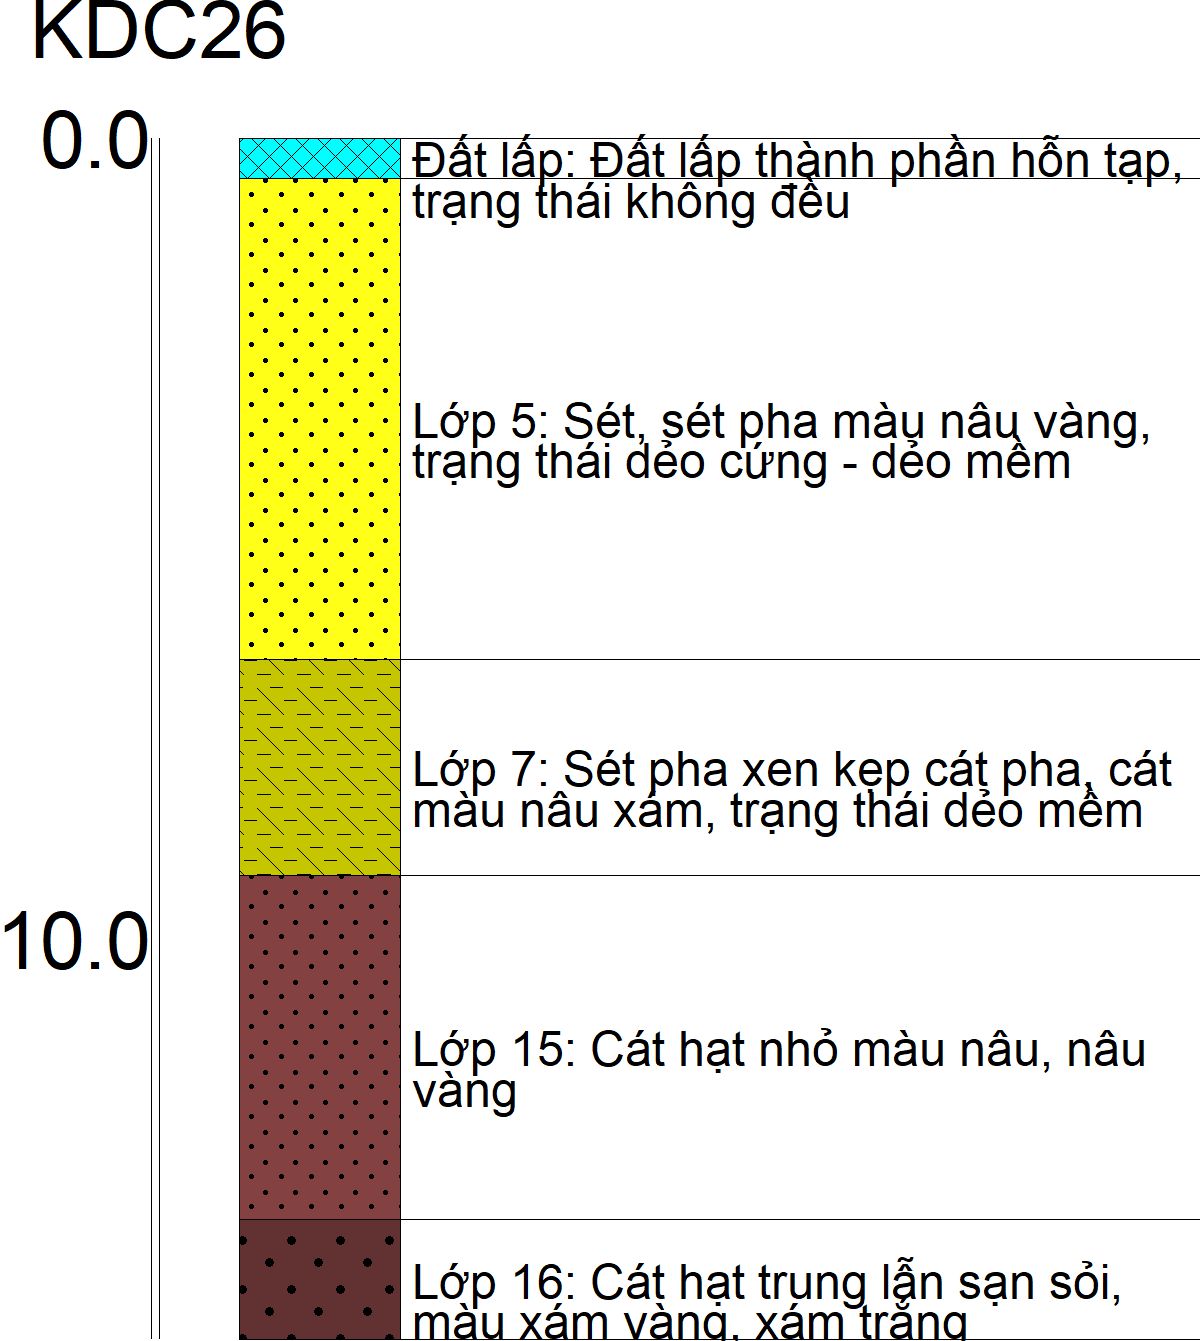 KDC26
0.0
Đất lấp: Đất lấp thành phần hỗn tạp,
trạng thái không đều
Lớp 5: Sét, sét pha màu nâu vàng,
trạng thái dẻo cứng - dẻo mềm
Lớp 7: Sét pha xen kẹp cát pha, cát
màu nâu xám, trạng thái dẻo mềm
10.0
Lớp 15: Cát hạt nhỏ màu nâu, nâu
vàng
Lớp 16: Cát hạt trung lẫn sạn sỏi,
màu xám vàng, xám trắng